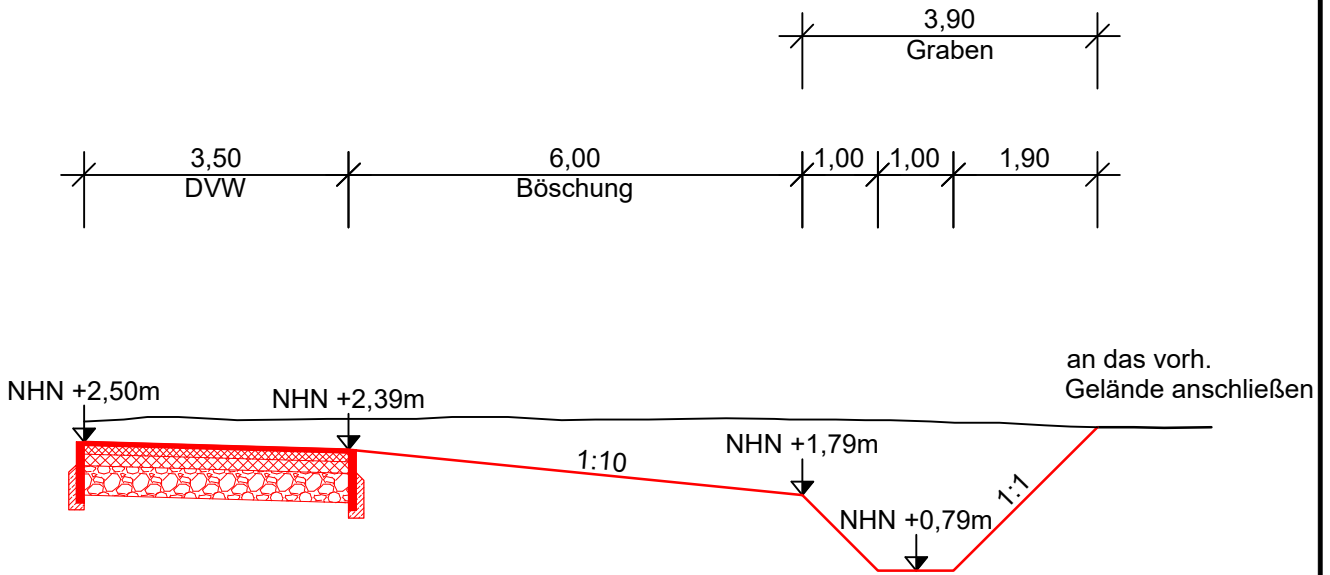 3,90
Graben
3,50
6,00
1,00
1,00
1,90
DVW
Böschung
an das vorh.
Gelände anschließen
NHN +2,50m
NHN +2,39m
NHN +1,79m
1:10
1:1
NHN +0,79m